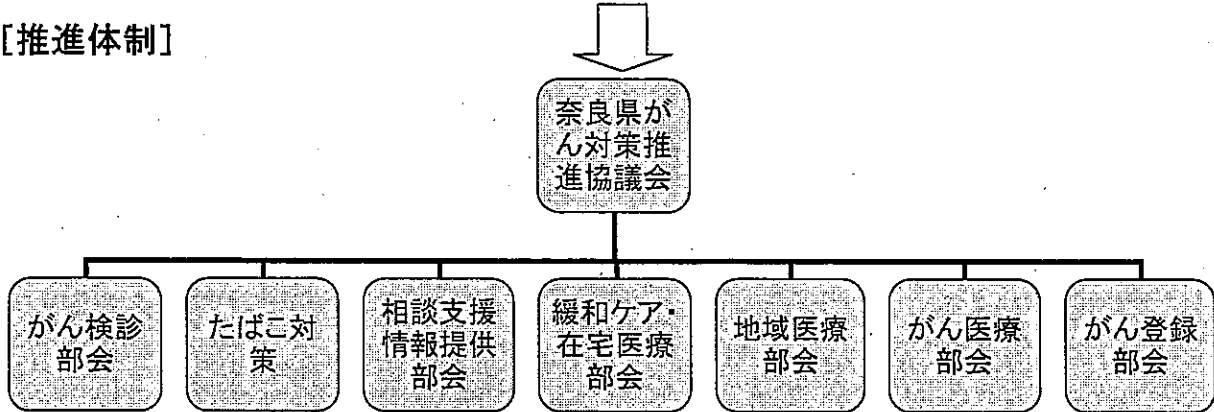 [推進体制]
奈良県が
ん対策推
進協議会
がん検診
部会
たばこ対
策
相談支援
情報提供
部会
緩和ケア・
在宅医療
部会
地域医療
部会
がん医療
部会
がん登録
部会